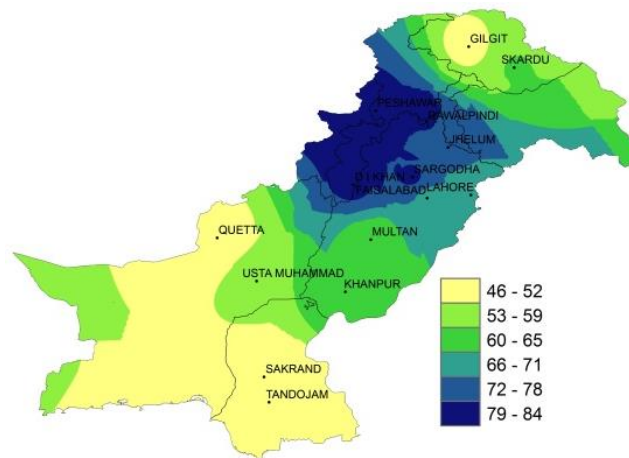 GILGIT
SKARDU
PESHAWAR
RAWALPINDI
JHELUM
SARGODHA
D I KHAN
FAISALABAD
LAHORE
QUETTA
MULTAN
USTA MUHAMMAD
KHANPUR
46 - 52
53 - 59
60 - 65
66 - 71
72 - 78
79 - 84
SAKRAND
TANDOJAM